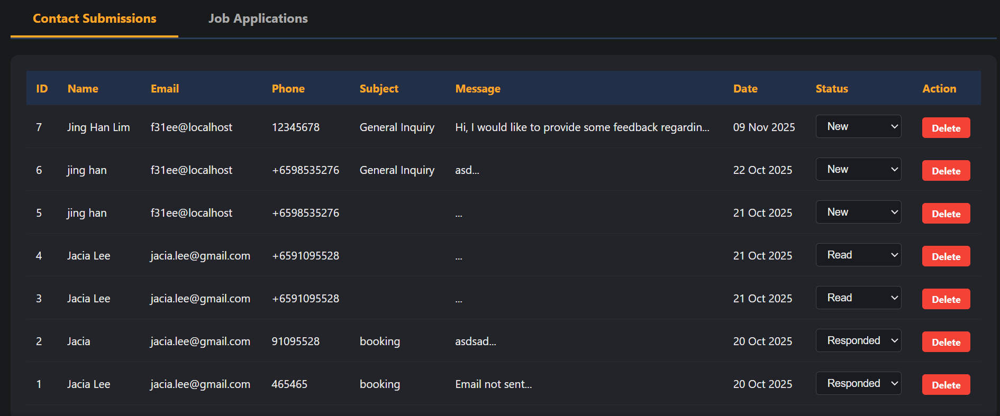 Contact Submissions Job Applications
ID Name Email Phone Subject Message Date Status Action
7 Jing Han Lim f31ee@localhost 12345678 General Inquiry Hi, I would like to provide some feedback regardin... 09 Nov 2025 New Delete
6 jing han f31ee@localhost +6598535276 General Inquiry asd... 22 Oct 2025 New Delete
5 jing han f31ee@localhost +6598535276 ... 21 Oct 2025 New Delete
4 Jacia Lee jacia.lee@gmail.com +6591095528 ... 21 Oct 2025 Read Delete
3 Jacia Lee jacia.lee@gmail.com +6591095528 ... 21 Oct 2025 Read Delete
2 Jacia jacia.lee@gmail.com 91095528 booking asdsad... 20 Oct 2025 Responded Delete
1 Jacia Lee jacia.lee@gmail.com 465465 booking Email not sent... 20 Oct 2025 Responded Delete